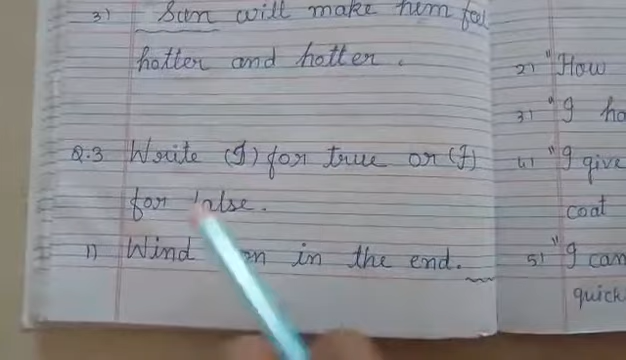 3) Sun will make him feel
hotter and hotter.
Q.3 Write (T) for true or (F)
for false.
1) Wind in the end.
2) "How
3) "I ha
4) "I give
coat
5) "I can
quick